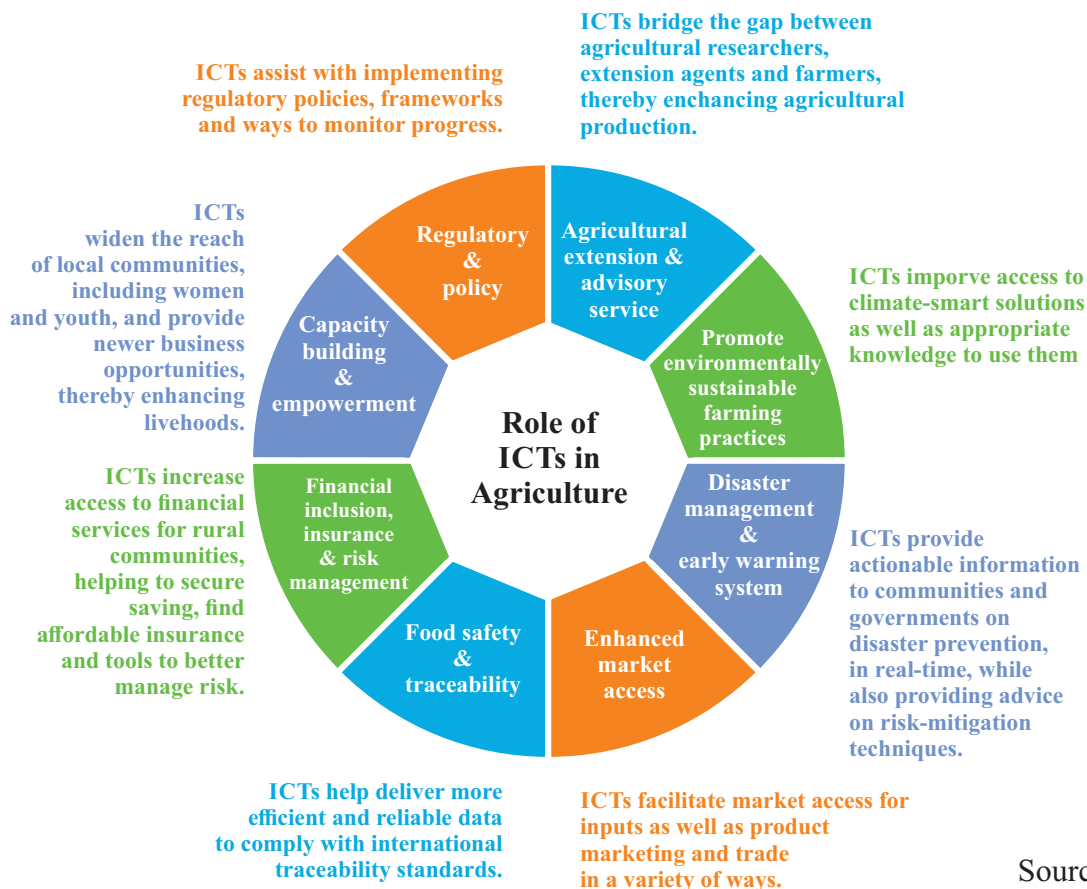 ICTs bridge the gap between
agricultural researchers,
extension agents and farmers,
thereby enchancing agricultural
production.
ICTs assist with implementing
regulatory policies, frameworks
and ways to monitor progress.
Regulatory
&
policy
Agricultural
extension &
advisory
service
ICTs
widen the reach
of local communities,
including women
and youth, and provide
newer business
opportunities,
thereby enhancing
livehoods.
Capacity
building
&
empowerment
Promote
environmentally
sustainable
farming
practices
ICTs imporve access to
climate-smart solutions
as well as appropriate
knowledge to use them
Role of
ICTs in
Agriculture
ICTs increase
access to financial
services for rural
communities,
helping to secure
saving, find
affordable insurance
and tools to better
manage risk.
Financial
inclusion,
insurance
& risk
management
Disaster
management
&
early warning
system
ICTs provide
actionable information
to communities and
governments on
disaster prevention,
in real-time, while
also providing advice
on risk-mitigation
techniques.
Food safety
&
traceability
Enhanced
market
access
ICTs help deliver more
efficient and reliable data
to comply with international
traceability standards.
ICTs facilitate market access for
inputs as well as product
marketing and trade
in a variety of ways.